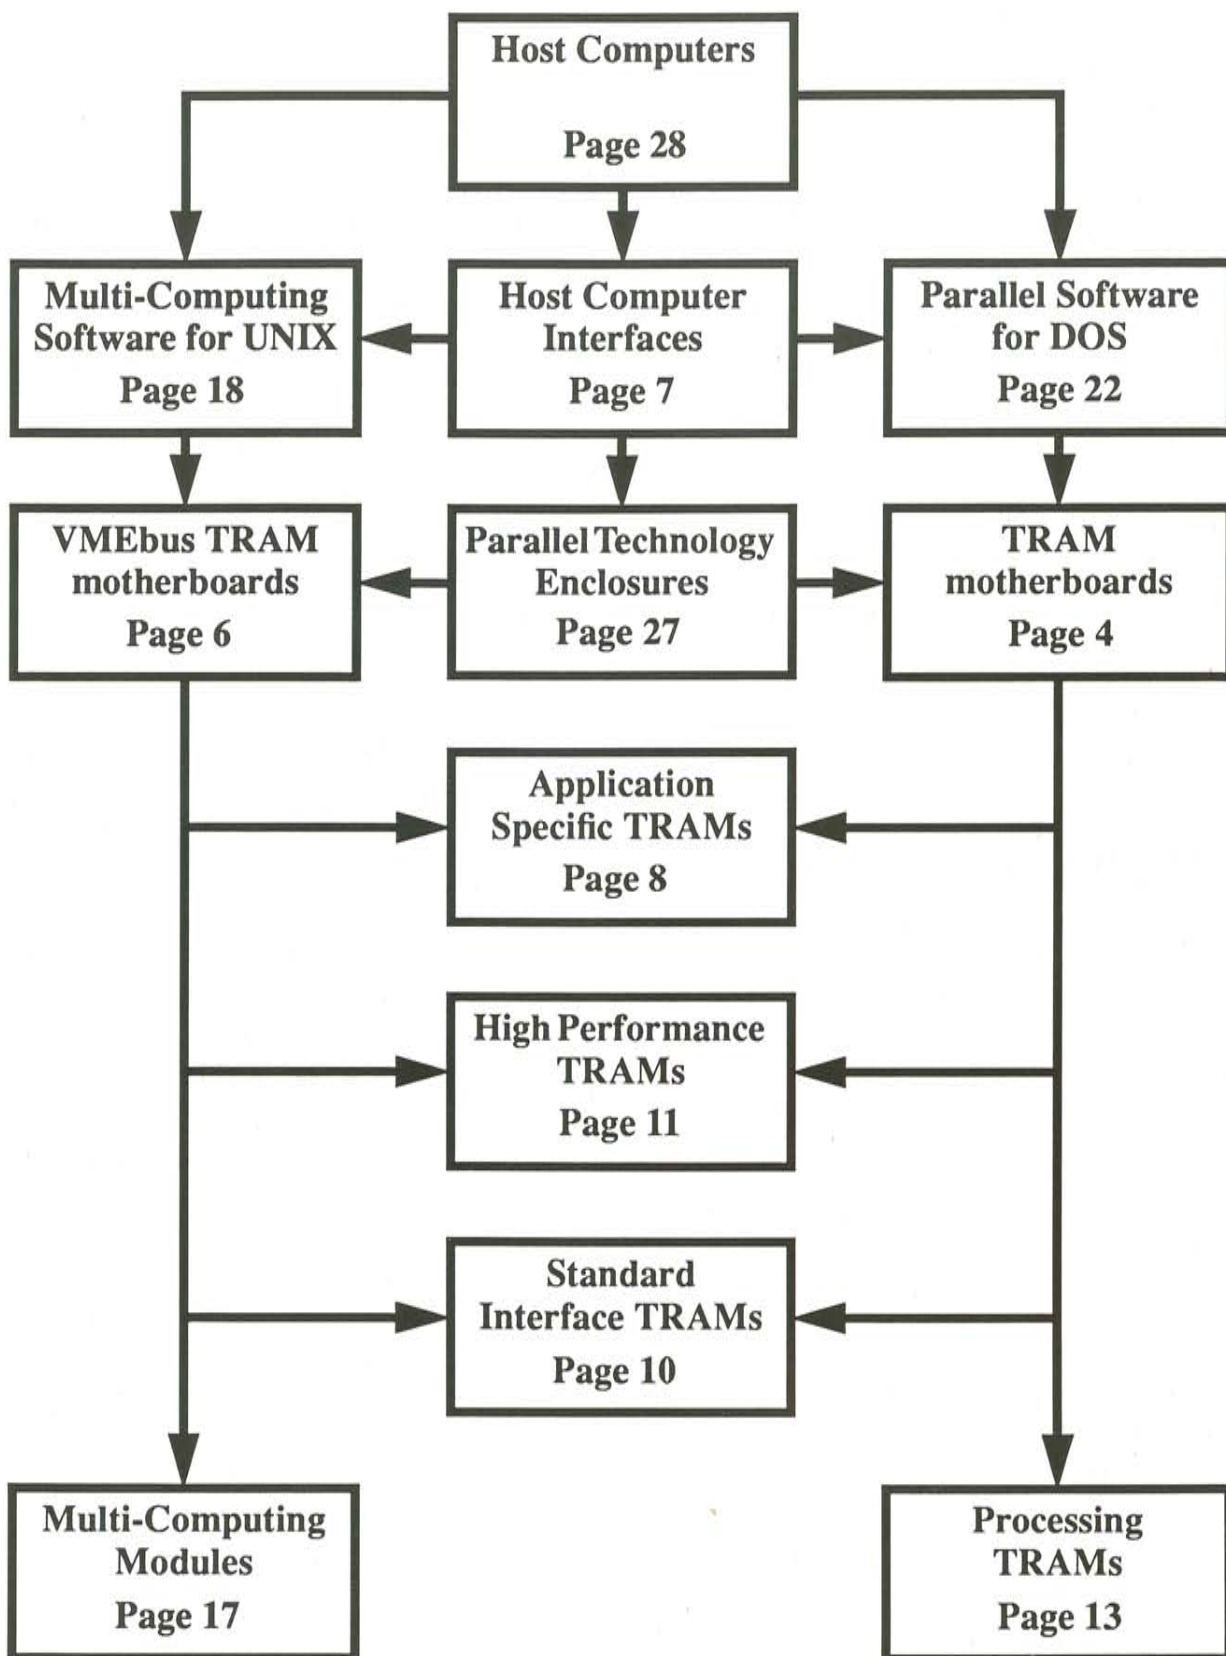 Host Computers
Page 28
Multi-Computing
Software for UNIX
Page 18
Host Computer
Interfaces
Page 7
Parallel Software
for DOS
Page 22
VMEbus TRAM
motherboards
Page 6
Parallel Technology
Enclosures
Page 27
TRAM
motherboards
Page 4
Application
Specific TRAMs
Page 8
High Performance
TRAMs
Page 11
Standard
Interface TRAMs
Page 10
Multi-Computing
Modules
Page 17
Processing
TRAMs
Page 13